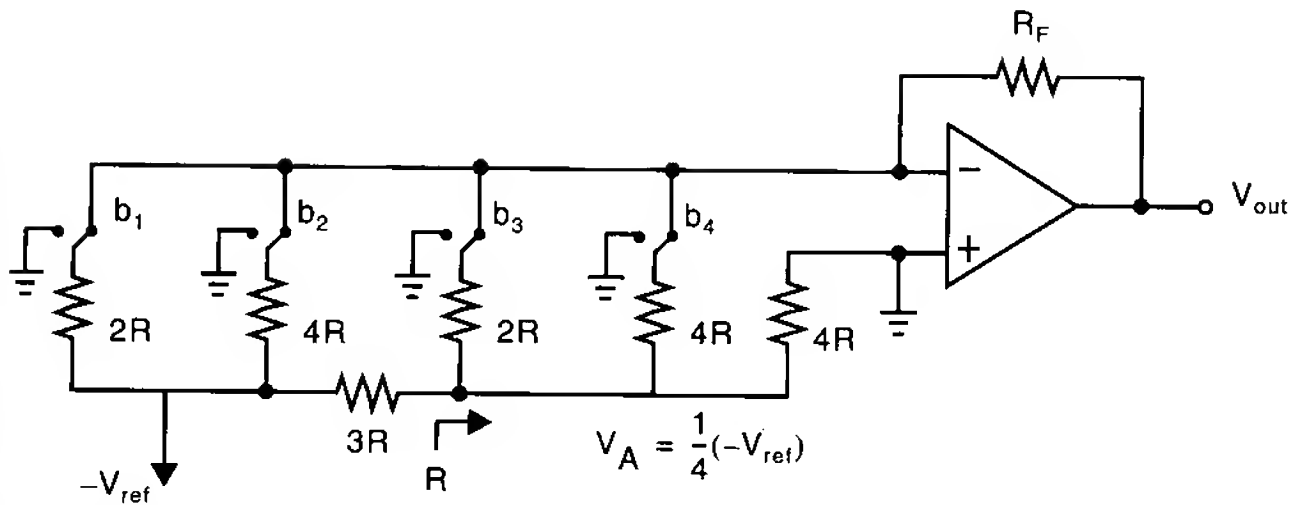 R_F
b_1
b_2
b_3
b_4
−
+
V_out
2R
4R
2R
4R
4R
3R
R
V_A = 1/4(−V_ref)
−V_ref